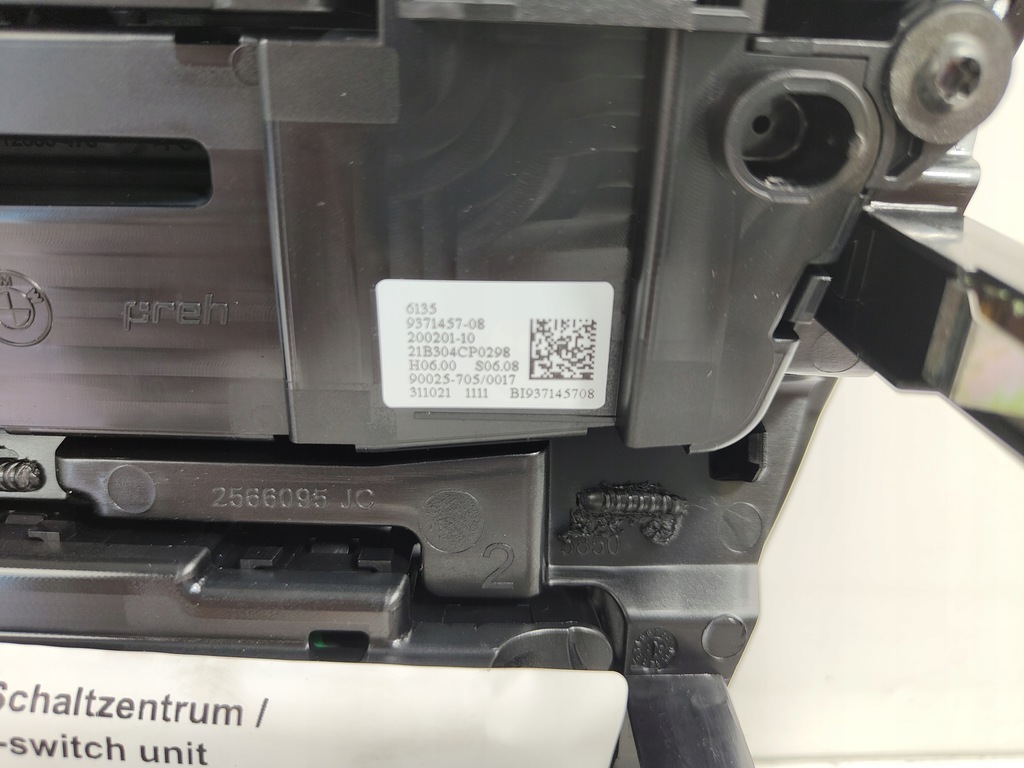 preh
6135
9371457-08
200201-10
21B304CP0298
H06.00 S06.08
90025-705/0017
311021 1111 BI937145708
2566095 JC
2
Schaltzentrum /
-switch unit